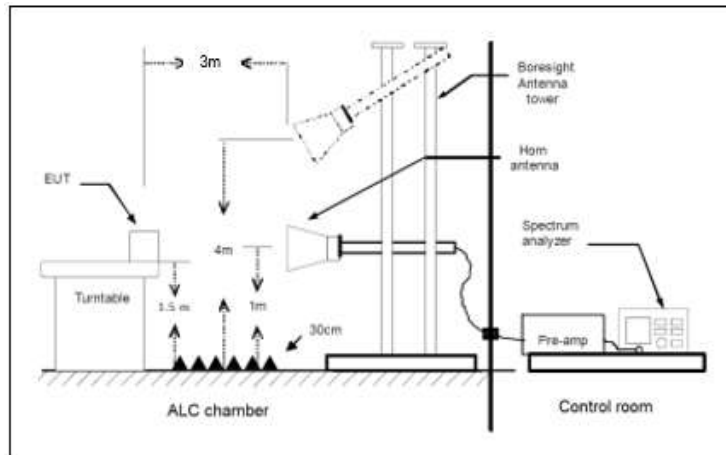 3m
Boresight
Antenna
tower
Horn
antenna
EUT
Spectrum
analyzer
4m
Turntable
1.5 m
1m
30cm
Pre-amp
ALC chamber
Control room